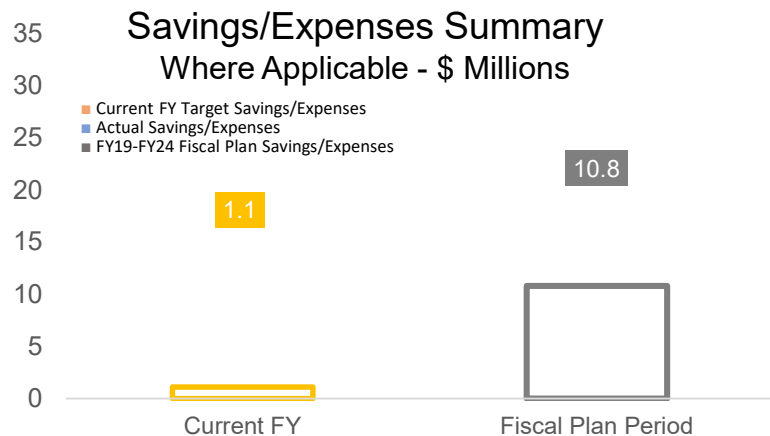 Savings/Expenses Summary
Where Applicable - $ Millions
Current FY Target Savings/Expenses
Actual Savings/Expenses
FY19-FY24 Fiscal Plan Savings/Expenses
35
30
25
20
15
10
5
0
1.1
10.8
Current FY
Fiscal Plan Period